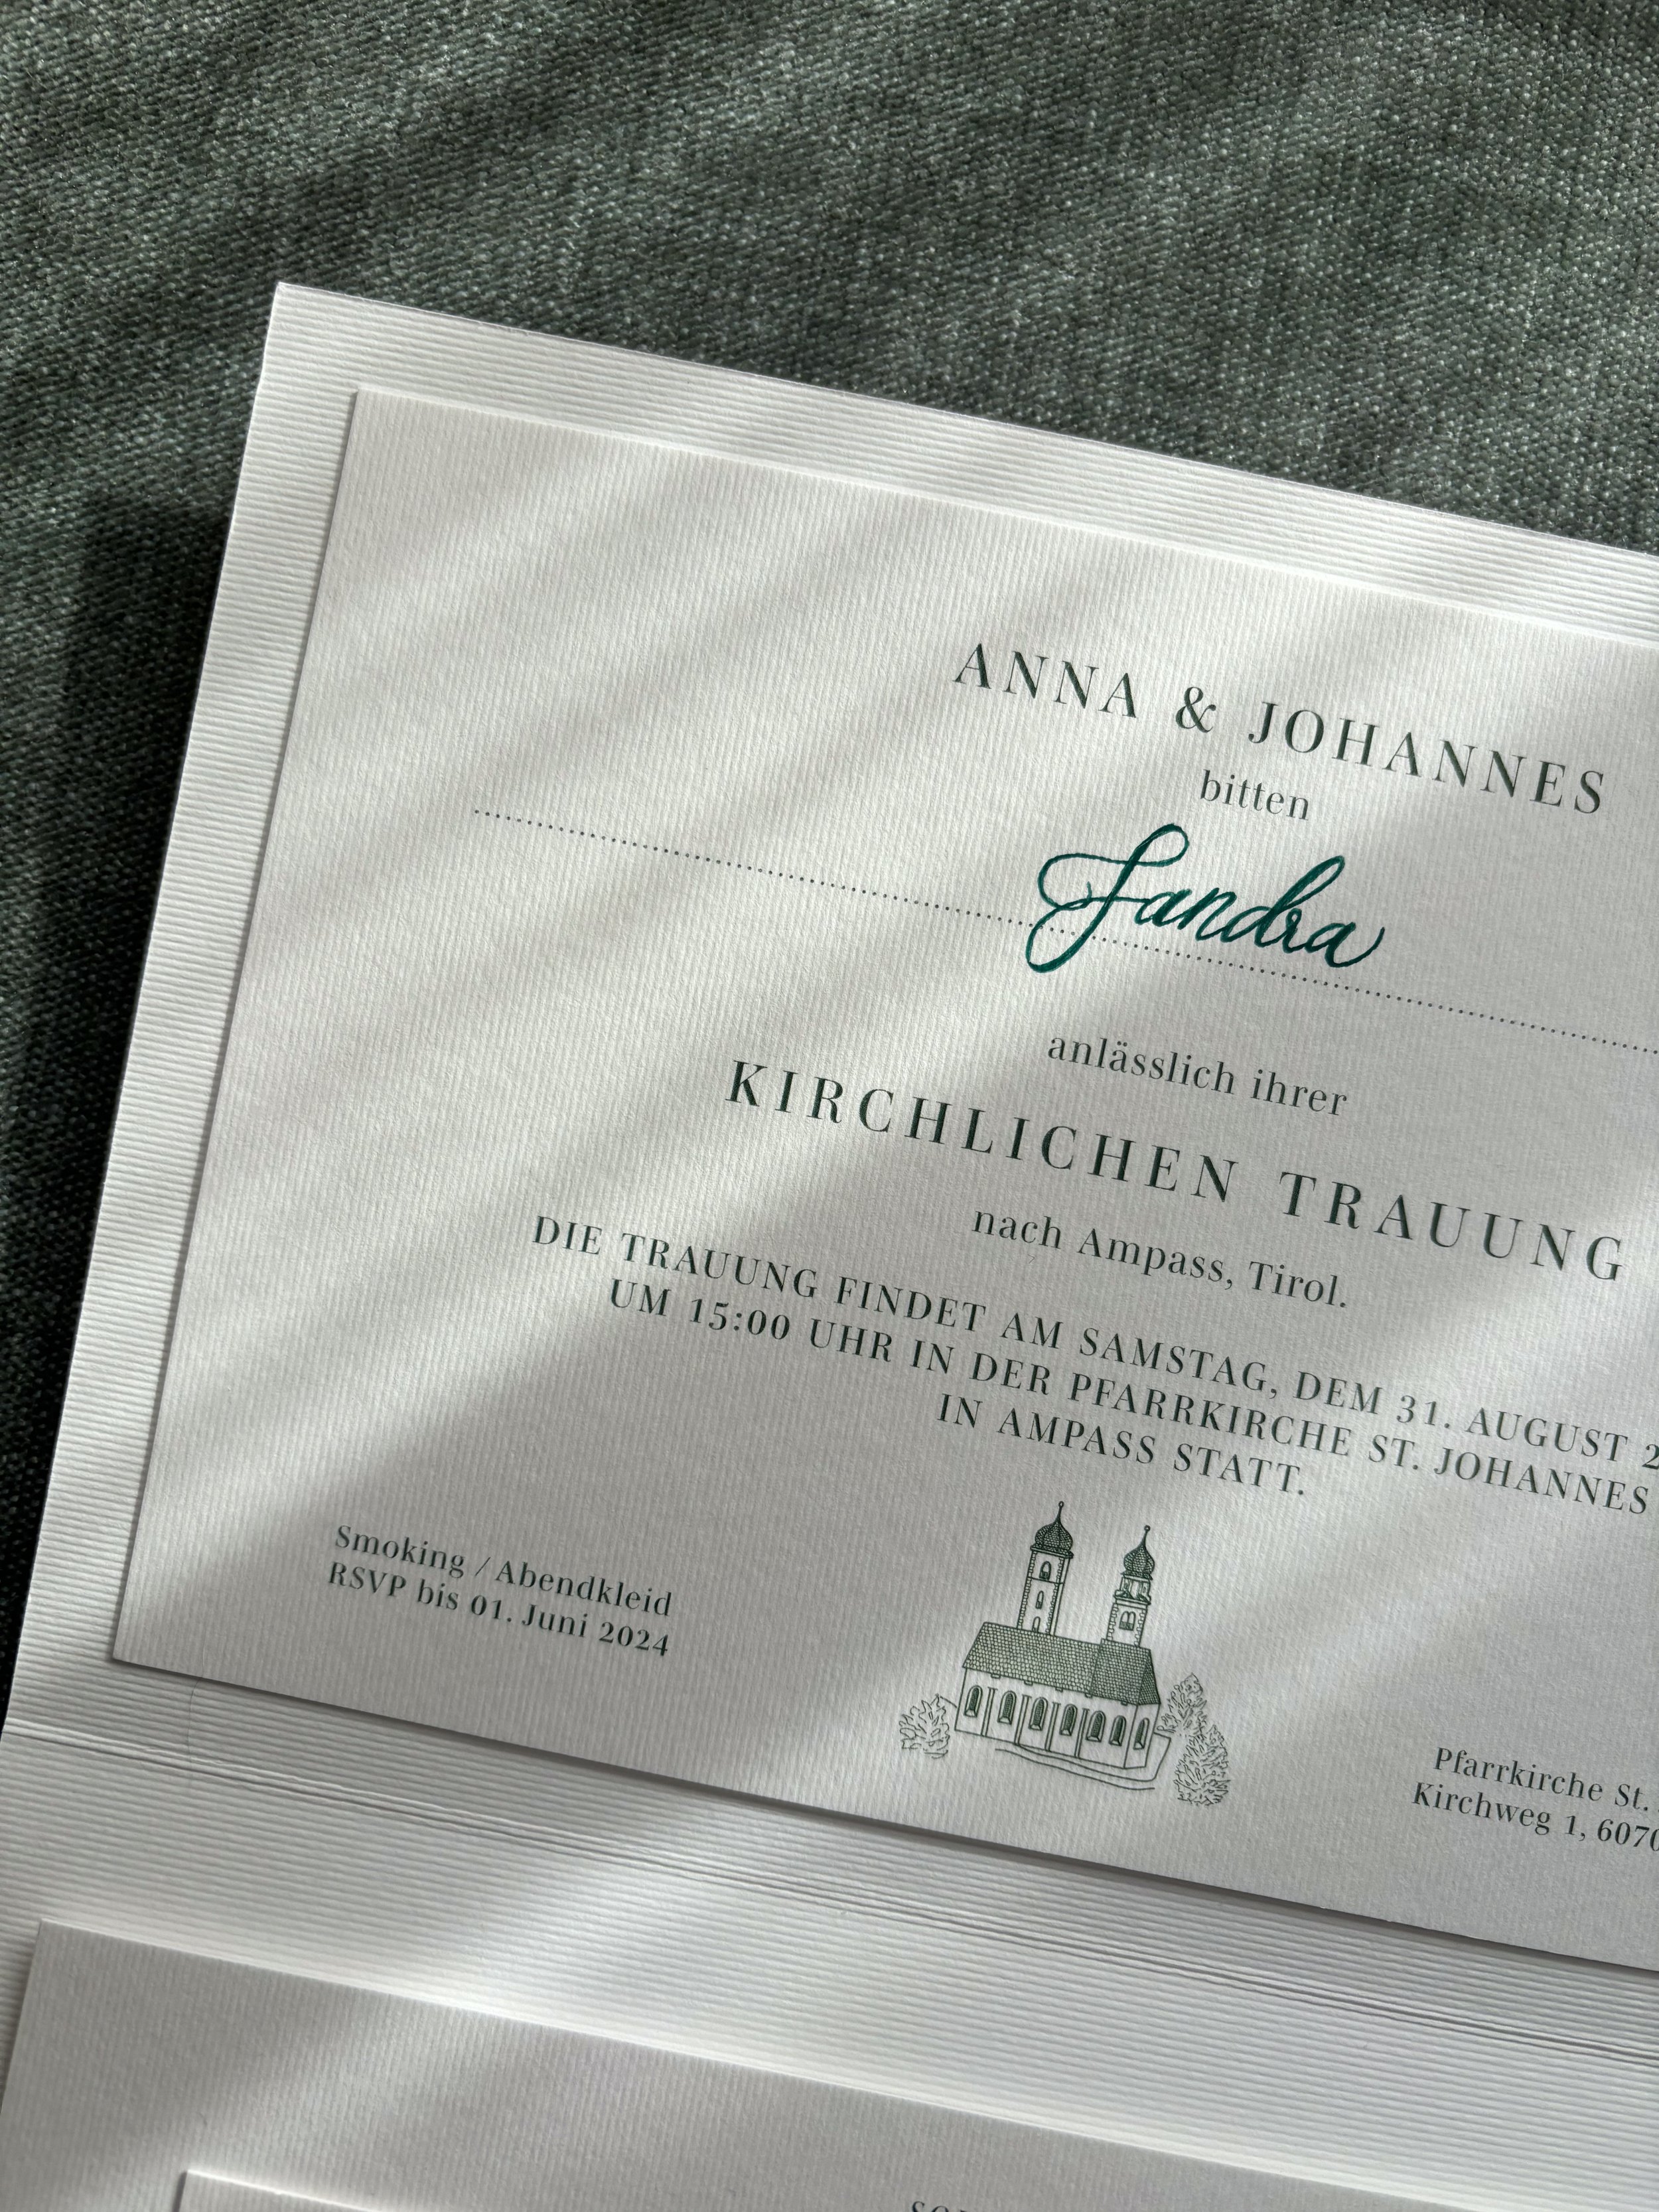 ANNA & JOHANNES
bitten
Sandra
anlässlich ihrer
KIRCHLICHEN TRAUUNG
nach Ampass, Tirol.
DIE TRAUUNG FINDET AM SAMSTAG, DEM 31. AUGUST
UM 15:00 UHR IN DER PFARRKIRCHE ST. JOHANNES
IN AMPASS STATT.
Smoking / Abendkleid
RSVP bis 01. Juni 2024
Pfarrkirche St.
Kirchweg 1, 6070